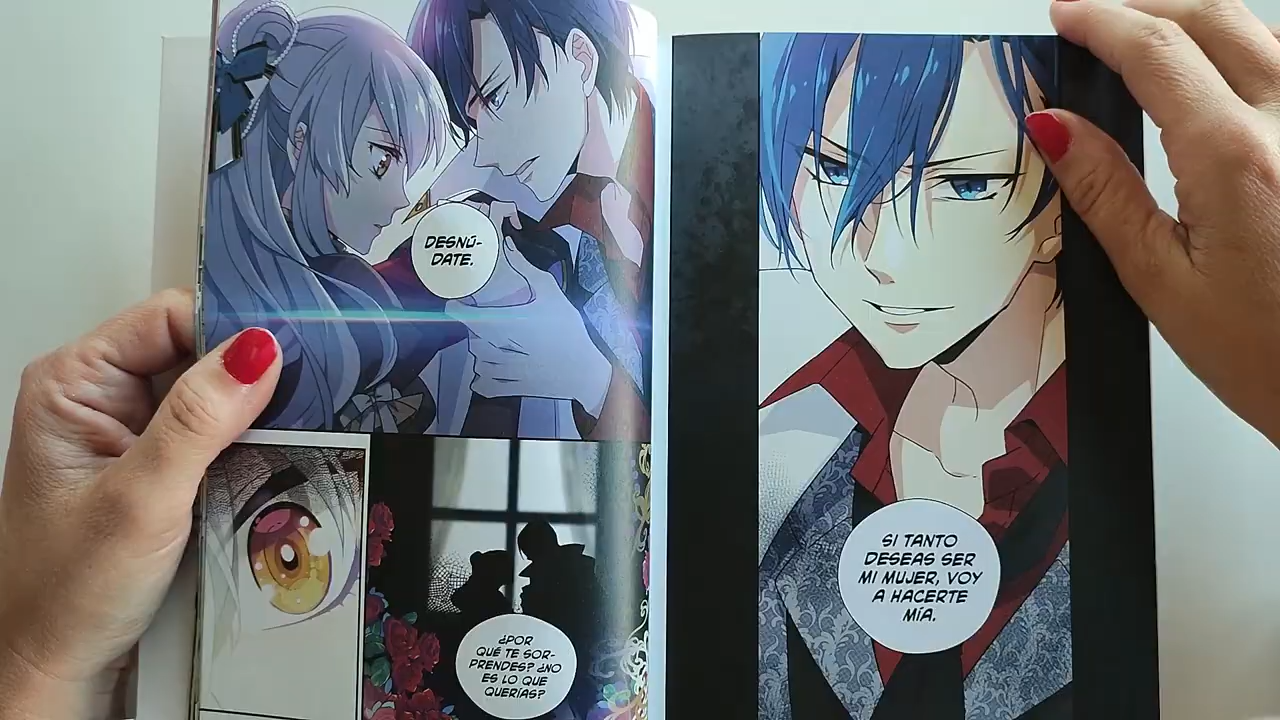 DESNÚ-
DATE.
¿POR
QUÉ TE SOR-
PRENDES? ¿NO
ES LO QUE
QUERÍAS?
SI TANTO
DESEAS SER
MI MUJER, VOY
A HACERTE
MÍA.